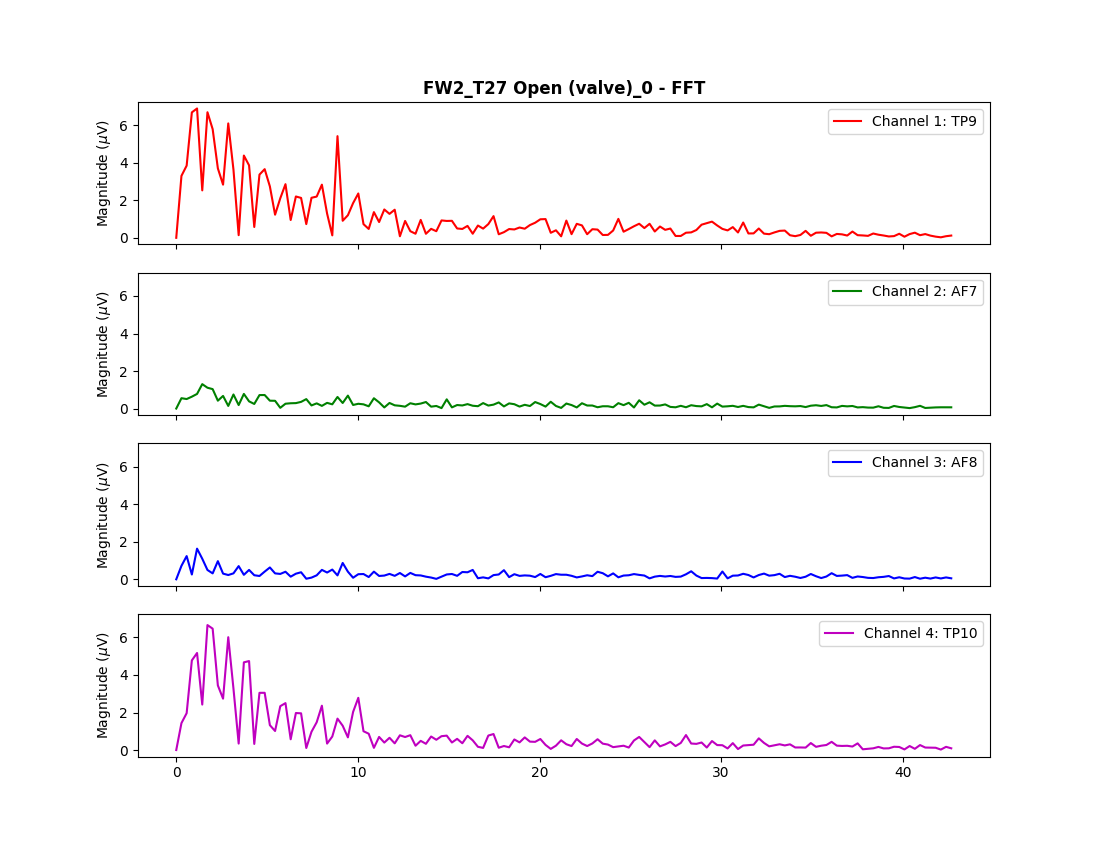 FW2_T27 Open (valve)_0 - FFT
Magnitude (μV)
6
4
2
0
Channel 1: TP9
Magnitude (μV)
6
4
2
0
Channel 2: AF7
Magnitude (μV)
6
4
2
0
Channel 3: AF8
Magnitude (μV)
6
4
2
0
Channel 4: TP10
0 10 20 30 40